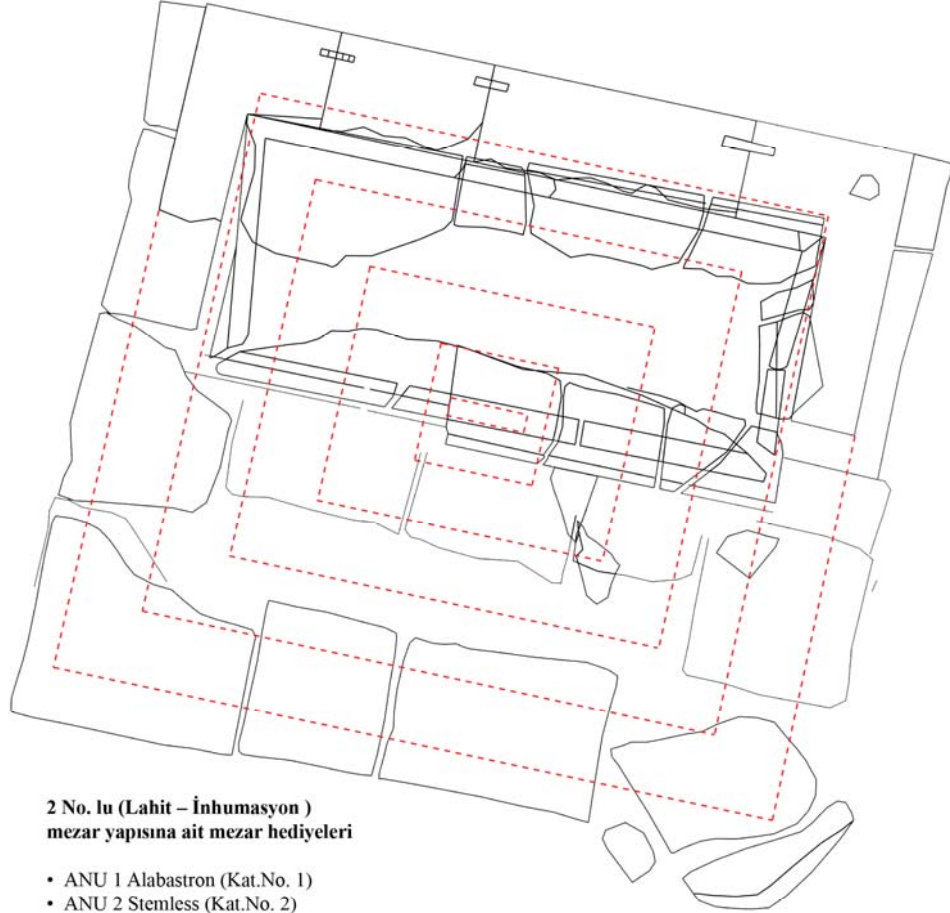 2 No. lu (Lahit – İnhumasyon )
mezar yapısına ait mezar hediyeleri
• ANU 1 Alabastron (Kat.No. 1)
• ANU 2 Stemless (Kat.No. 2)